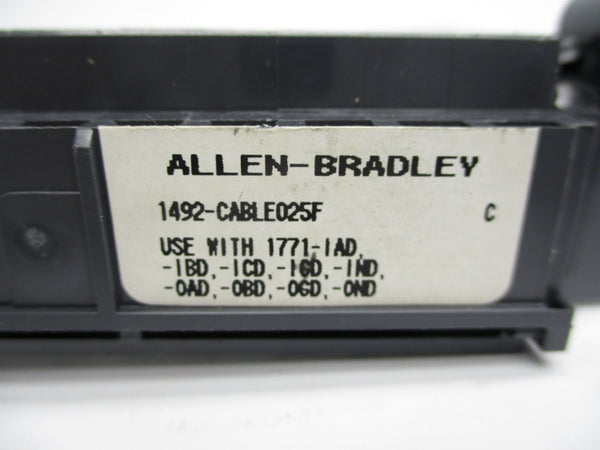 ALLEN-BRADLEY
1492-CABLE025F C
USE WITH 1771-IAD,
-IBD,-ICD,-IGD,-IND,
-OAD,-OBD,-OGD,-OND